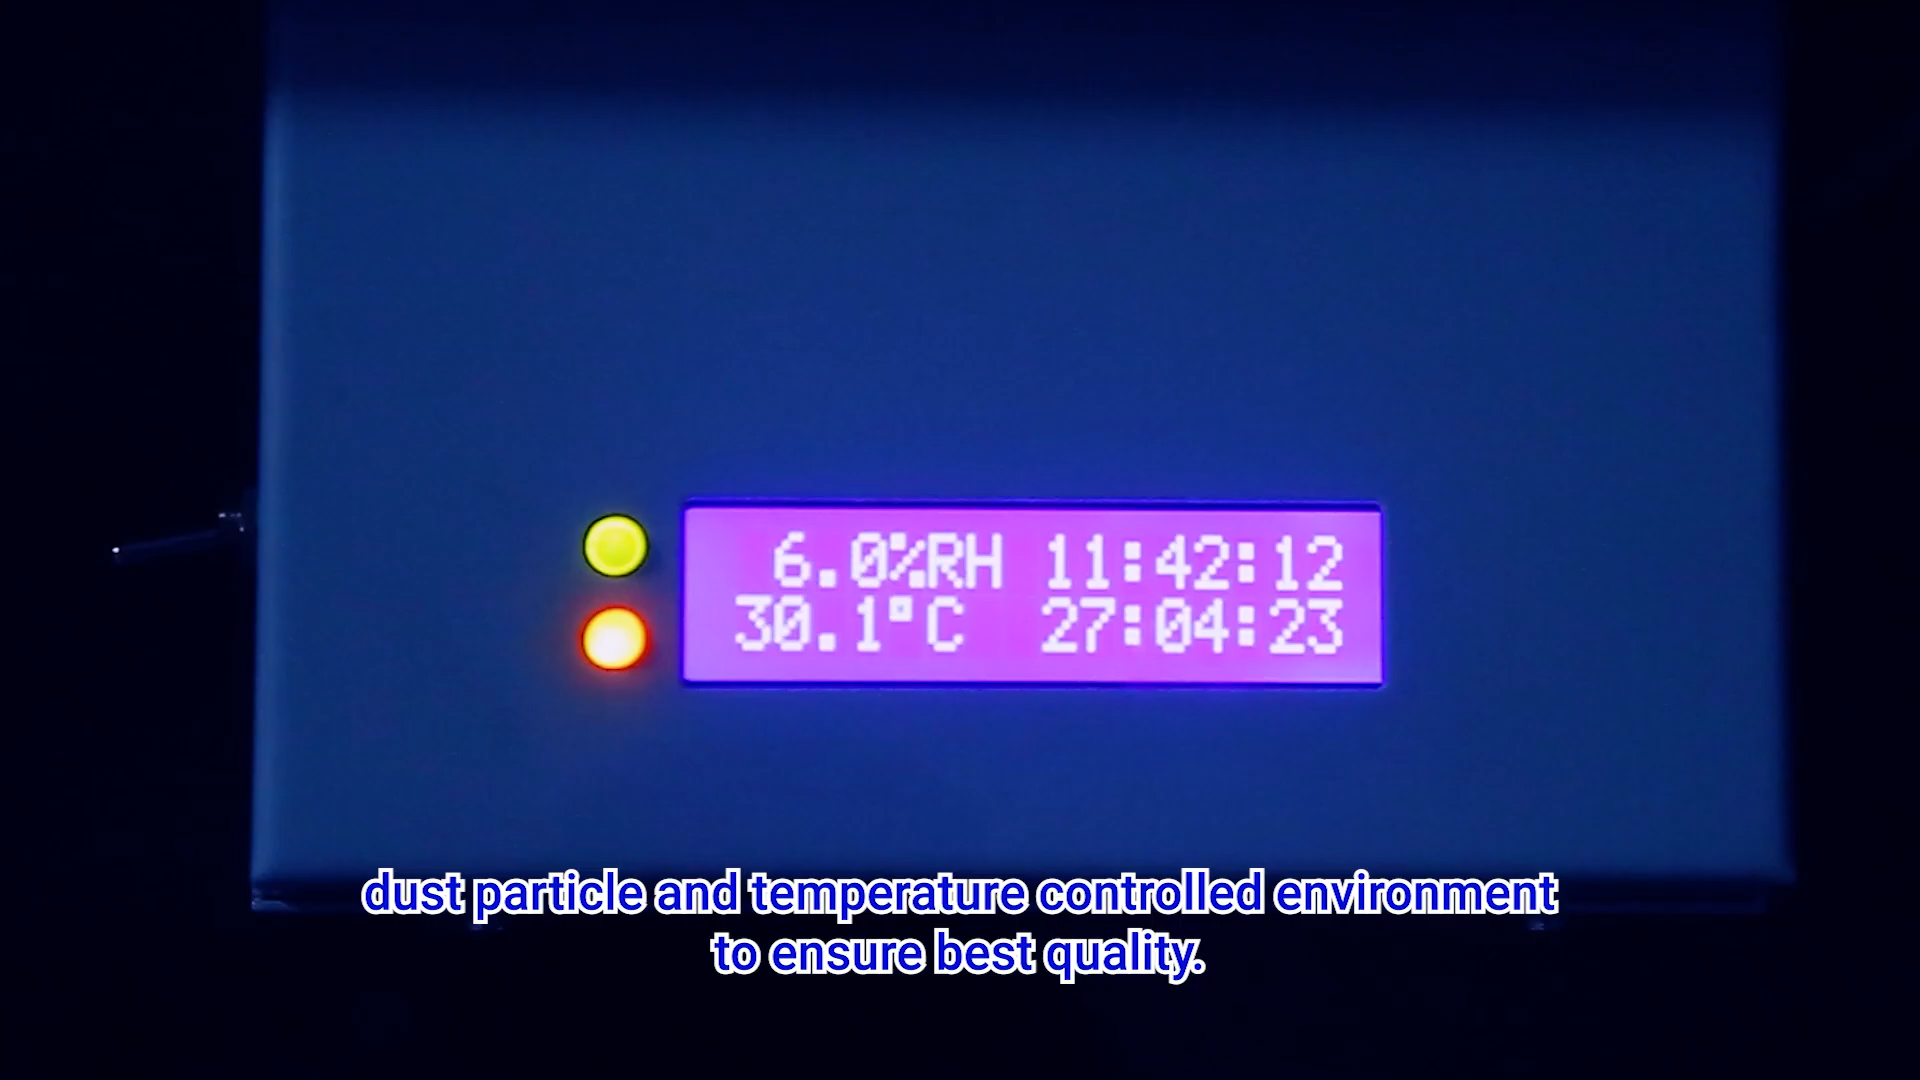 6.0%RH 11:42:12
30.1°C 27:04:23
dust particle and temperature controlled environment
to ensure best quality.